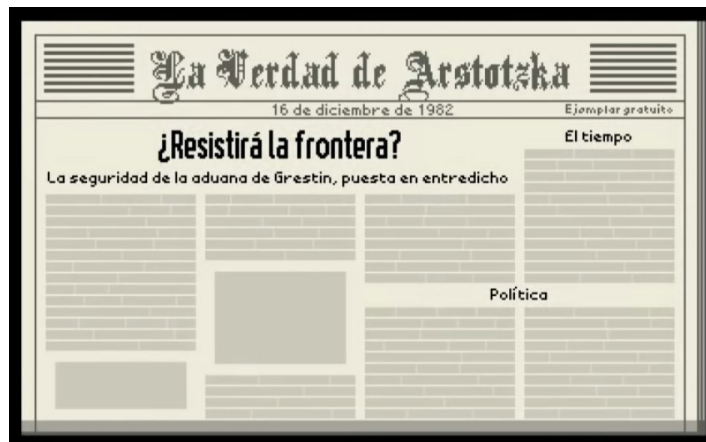 La Verdad de Arstotzka
16 de diciembre de 1982
Ejemplar gratuito
¿Resistirá la frontera?
La seguridad de la aduana de Grestin, puesta en entredicho
El tiempo
Política